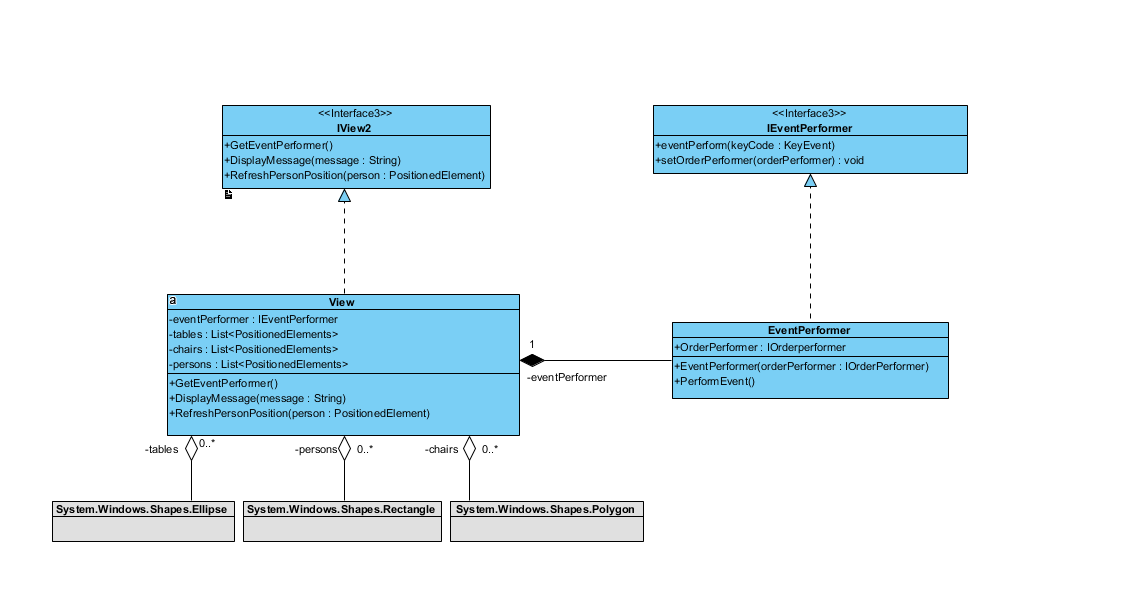 <<Interface3>>
IView2
+GetEventPerformer()
+DisplayMessage(message : String)
+RefreshPersonPosition(person : PositionedElement)
<<Interface3>>
IEventPerformer
+eventPerform(keyCode : KeyEvent)
+setOrderPerformer(orderPerformer) : void
a
View
-eventPerformer : IEventPerformer
-tables : List<PositionedElements>
-chairs : List<PositionedElements>
-persons : List<PositionedElements>
+GetEventPerformer()
+DisplayMessage(message : String)
+RefreshPersonPosition(person : PositionedElement)
1
-eventPerformer
EventPerformer
+OrderPerformer : IOrderperformer
+EventPerformer(orderPerformer : IOrderPerformer)
+PerformEvent()
-tables
0..*
-persons
0..*
-chairs
0..*
System.Windows.Shapes.Ellipse
System.Windows.Shapes.Rectangle
System.Windows.Shapes.Polygon